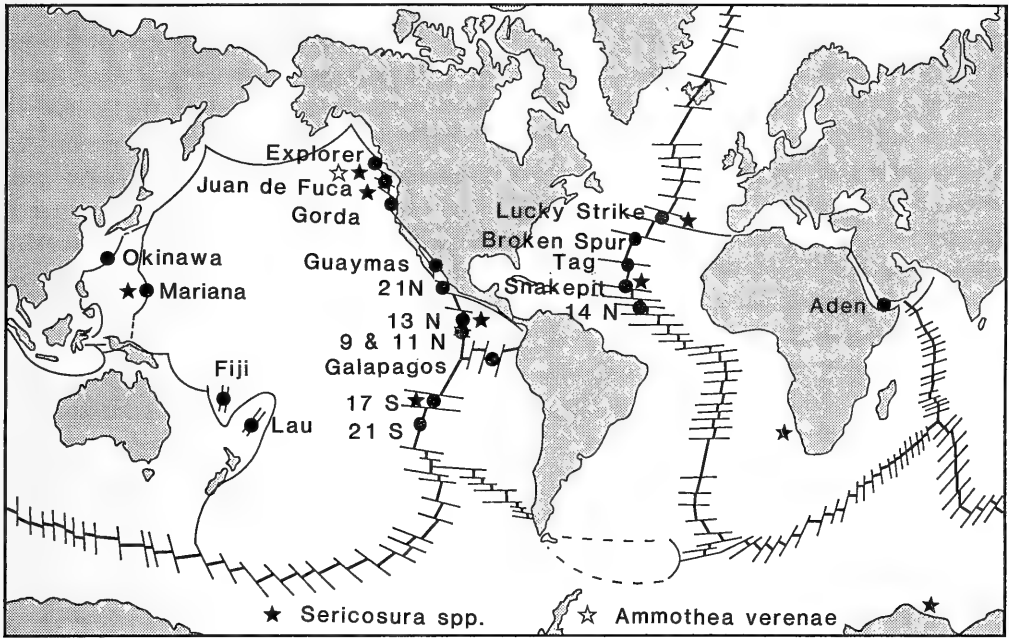 Explorer
Juan de Fuca
Gorda
Lucky Strike
Broken Spur
Okinawa
Guaymas
Tag
21N
Snakepit
Mariana
14 N
Aden
13 N
9 & 11 N
Galapagos
Fiji
17 S
Lau
21 S
Sericosura spp.
Ammothea verenae